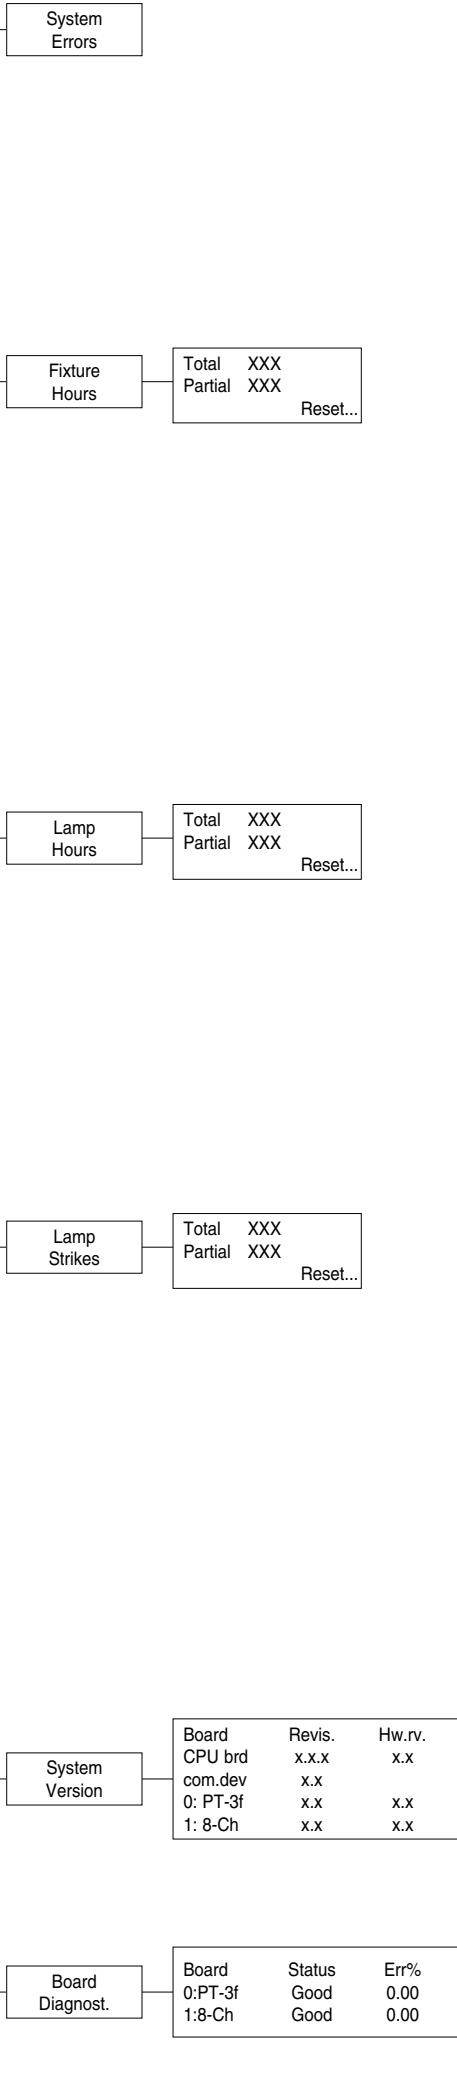 System
Errors
Fixture
Hours
Total XXX
Partial XXX
Reset...
Lamp
Hours
Total XXX
Partial XXX
Reset...
Lamp
Strikes
Total XXX
Partial XXX
Reset...
System
Version
Board Revis. Hw.rv.
CPU brd x.x.x x.x
com.dev x.x
0: PT-3f x.x x.x
1: 8-Ch x.x x.x
Board
Diagnost.
Board Status Err%
0:PT-3f Good 0.00
1:8-Ch Good 0.00